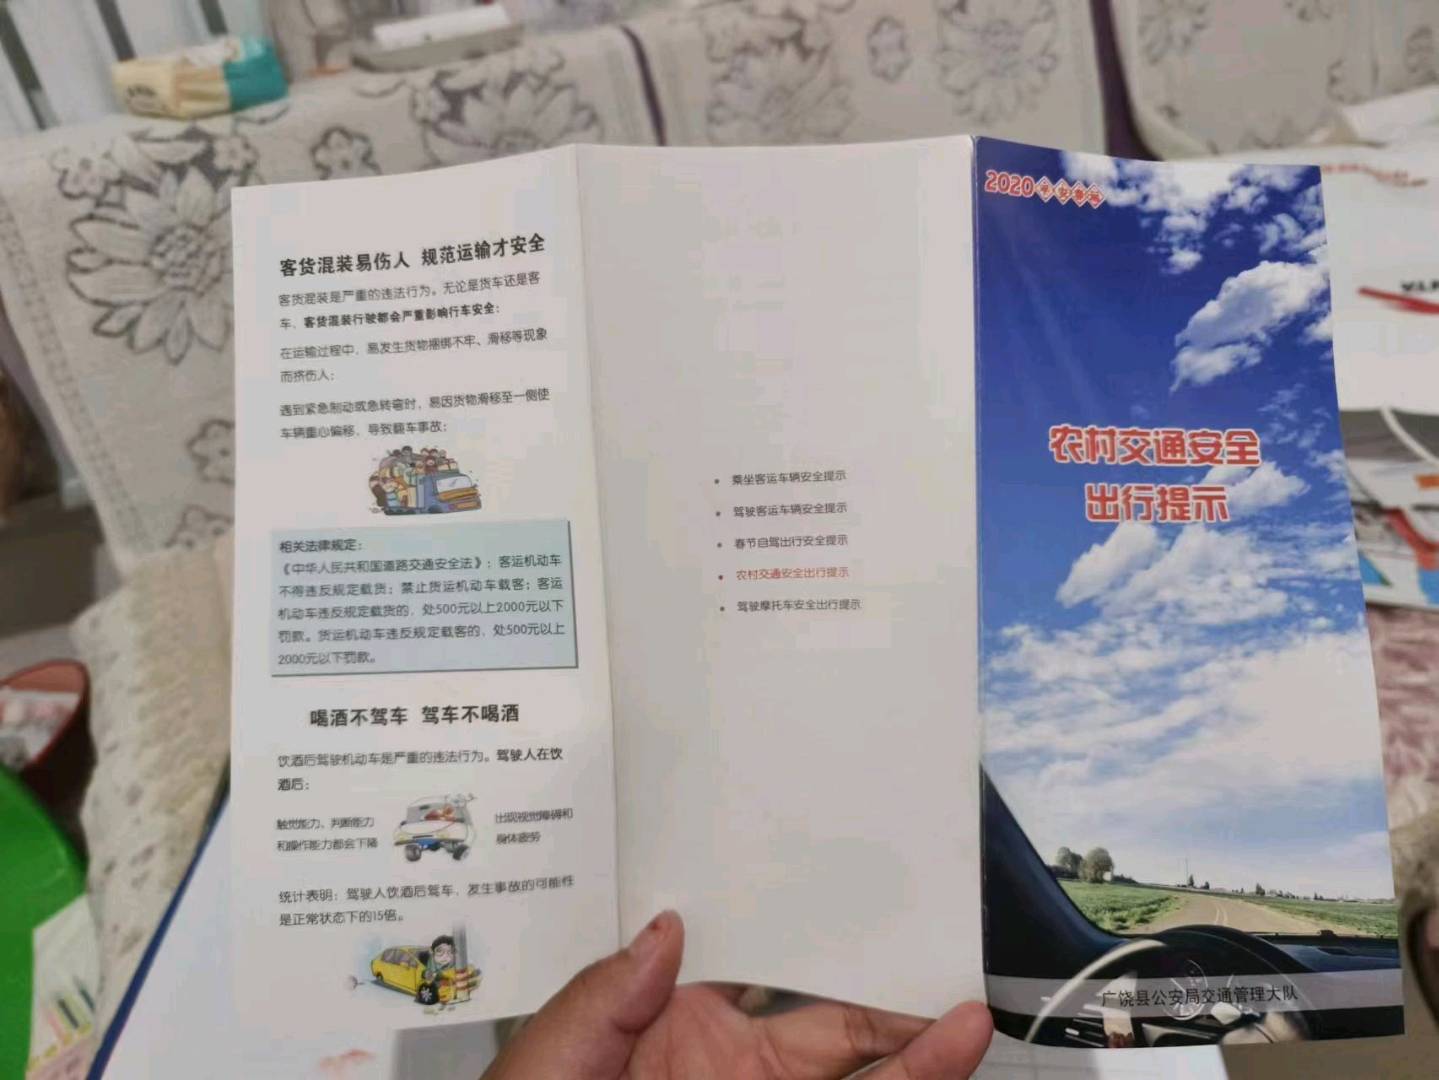 客货混装易伤人 规范运输才安全
客货混装是严重的违法行为。无论是货车还是客
车，客货混装行驶都会严重影响行车安全：
在运输过程中，易发生货物捆绑不牢、滑移等现象
而挤伤人；
遇到紧急制动或急转弯时，易因货物滑移至一侧使
车辆重心偏移，导致翻车事故；
相关法律规定：
《中华人民共和国道路交通安全法》：客运机动车
不得违反规定载货；禁止货运机动车载客；客运
机动车违反规定载货的，处500元以上2000元以下
罚款。货运机动车违反规定载客的，处500元以上
2000元以下罚款。
喝酒不驾车 驾车不喝酒
饮酒后驾驶机动车是严重的违法行为。驾驶人在饮
酒后：
触觉能力、判断能力
和操作能力都会下降
出现视觉障碍和
身体疲劳
统计表明：驾驶人饮酒后驾车，发生事故的可能性
是正常状态下的15倍。
乘坐客运车辆安全提示
驾驶客运车辆安全提示
春节自驾出行安全提示
农村交通安全出行提示
驾驶摩托车安全出行提示
2020平安春运
农村交通安全
出行提示
广饶县公安局交通管理大队